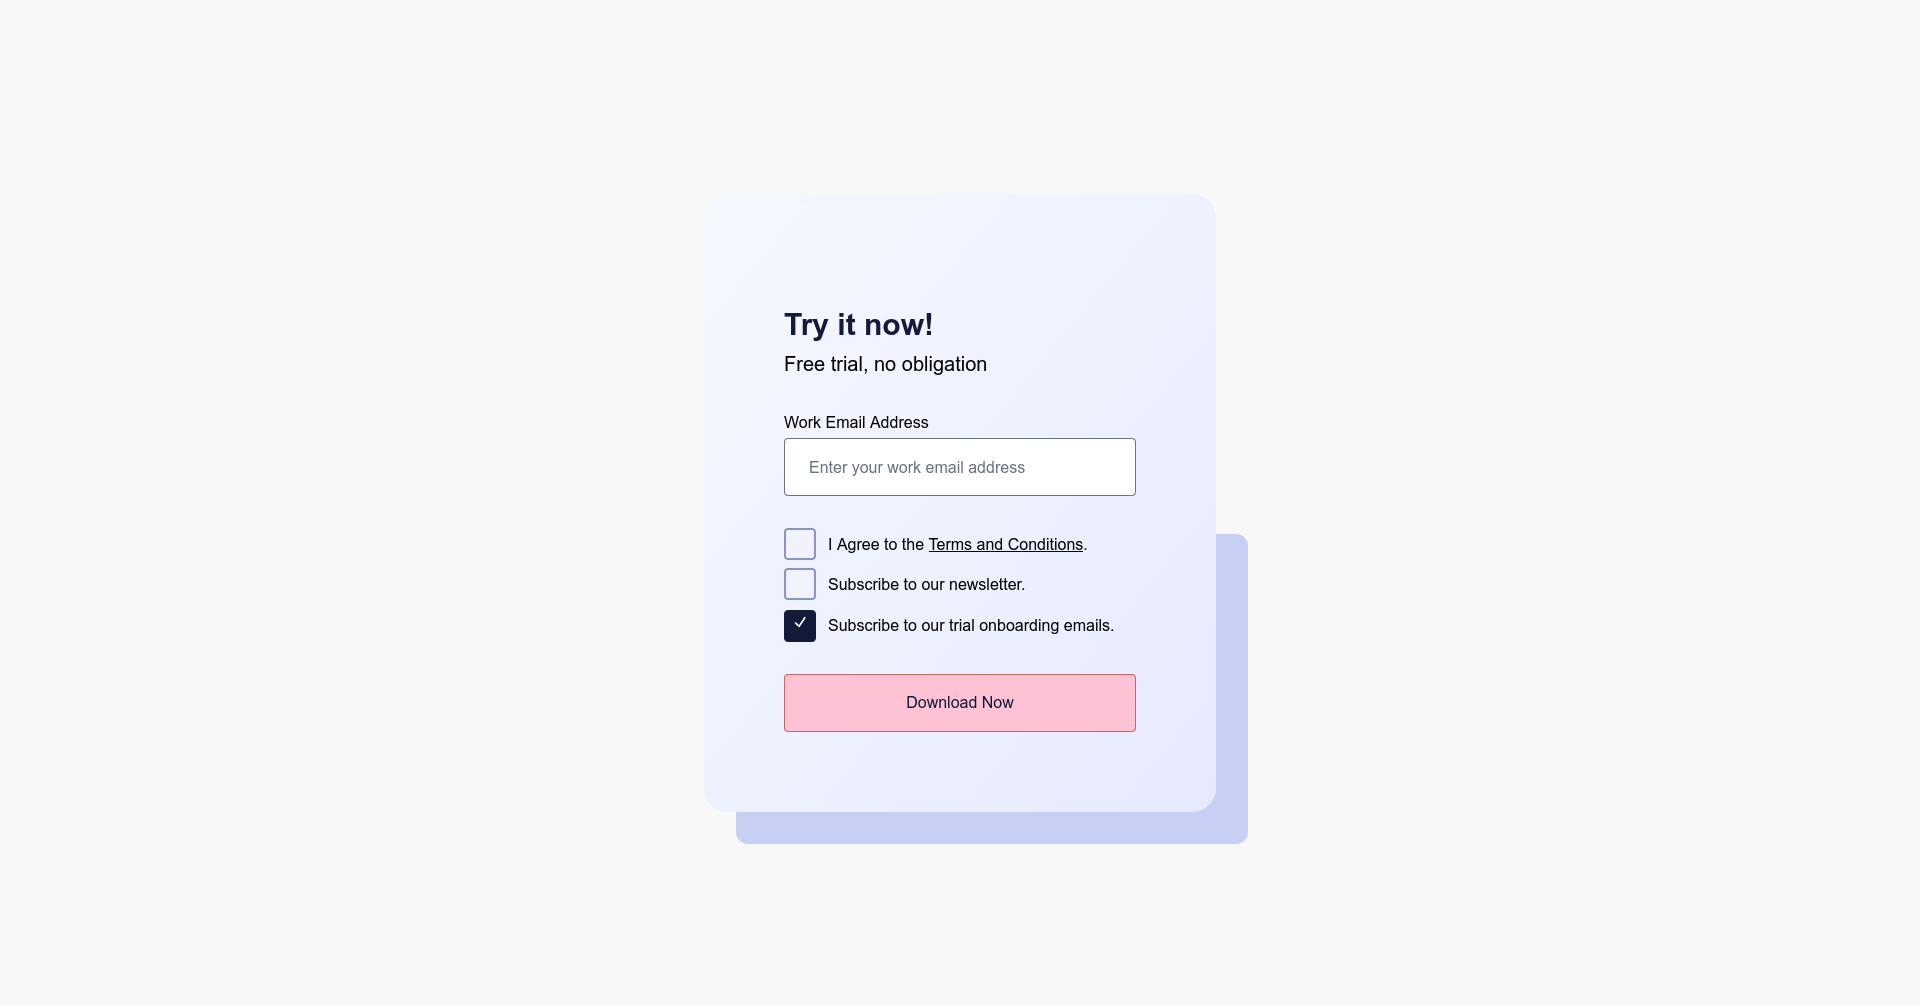 Try it now!
Free trial, no obligation
Work Email Address
Enter your work email address
I Agree to the Terms and Conditions.
Subscribe to our newsletter.
Subscribe to our trial onboarding emails.
Download Now